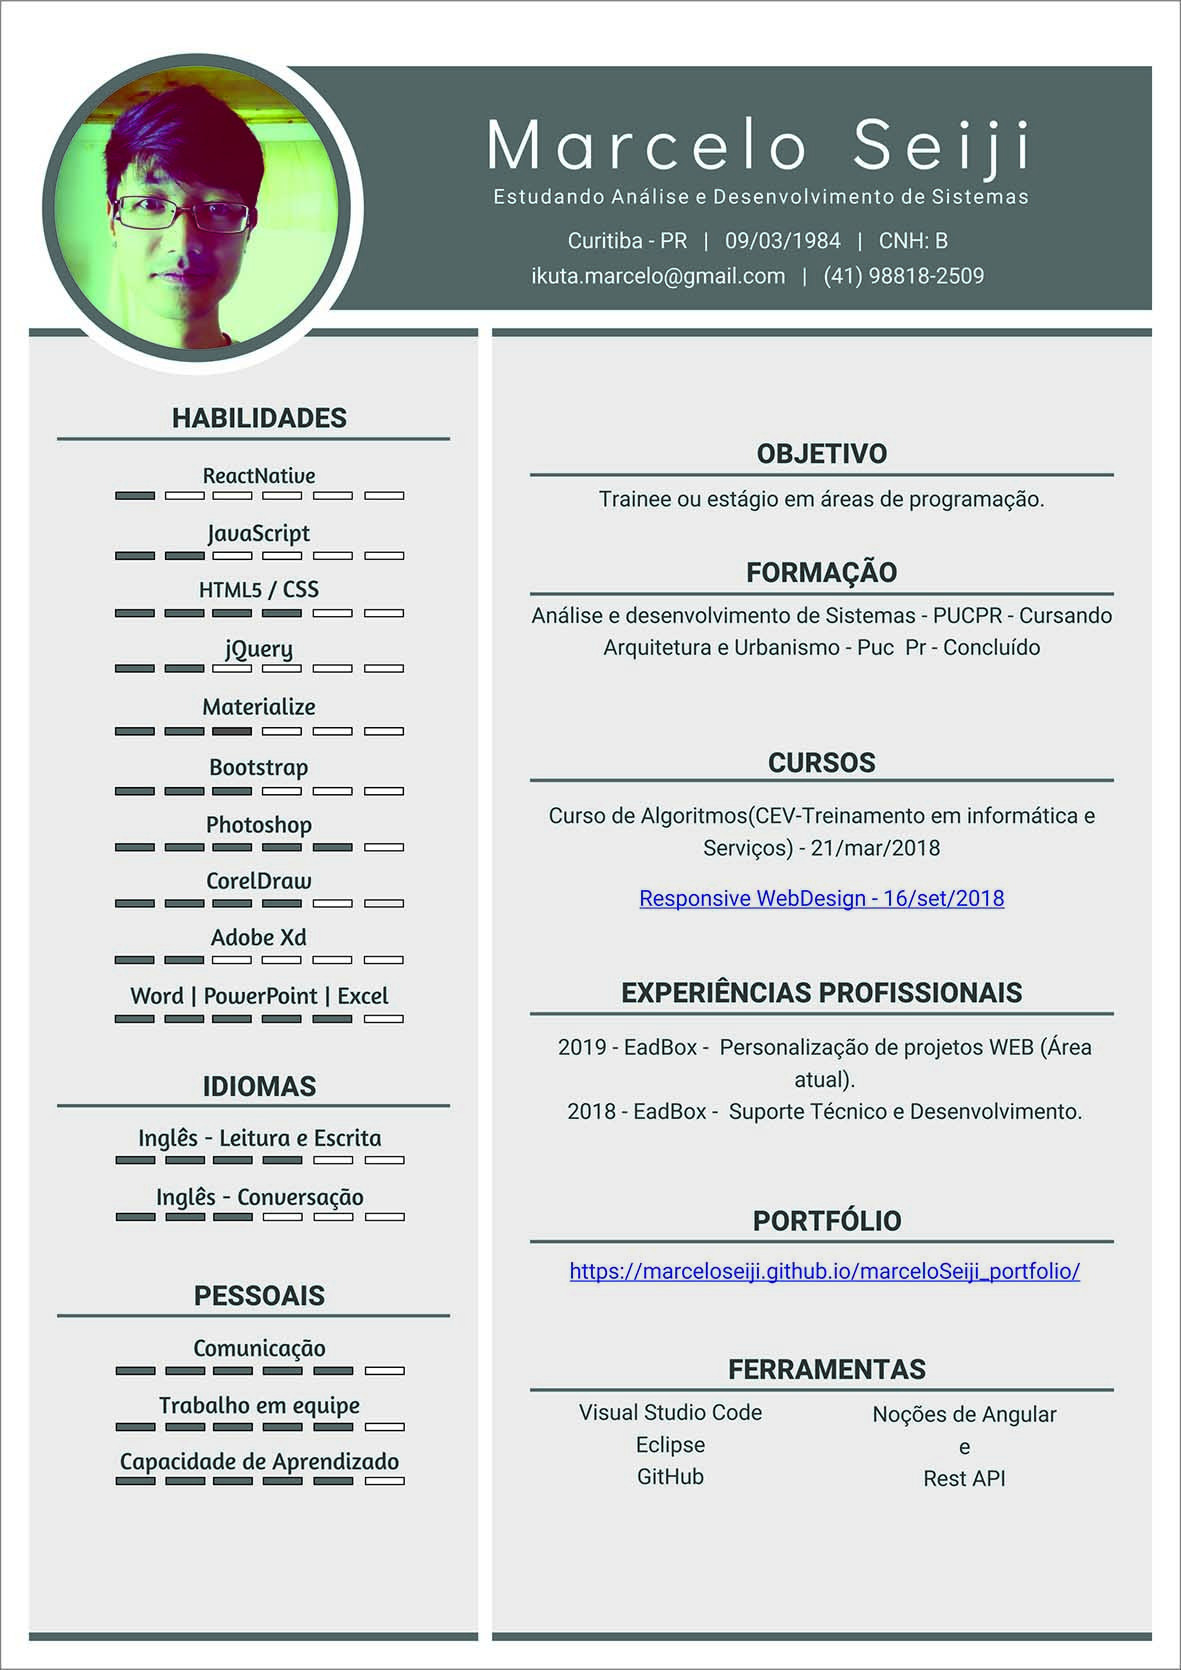 Marcelo Seiji
Estudando Análise e Desenvolvimento de Sistemas
Curitiba - PR | 09/03/1984 | CNH: B
ikuta.marcelo@gmail.com | (41) 98818-2509
HABILIDADES
ReactNative
JavaScript
HTML5 / CSS
jQuery
Materialize
Bootstrap
Photoshop
CorelDraw
Adobe Xd
Word | PowerPoint | Excel
IDIOMAS
Inglês - Leitura e Escrita
Inglês - Conversação
PESSOAIS
Comunicação
Trabalho em equipe
Capacidade de Aprendizado
OBJETIVO
Trainee ou estágio em áreas de programação.
FORMAÇÃO
Análise e desenvolvimento de Sistemas - PUCPR - Cursando
Arquitetura e Urbanismo - Puc Pr - Concluído
CURSOS
Curso de Algoritmos(CEV-Treinamento em informática e
Serviços) - 21/mar/2018
Responsive WebDesign - 16/set/2018
EXPERIÊNCIAS PROFISSIONAIS
2019 - EadBox - Personalização de projetos WEB (Área
atual).
2018 - EadBox - Suporte Técnico e Desenvolvimento.
PORTFÓLIO
https://marceloseiji.github.io/marceloSeiji_portfolio/
FERRAMENTAS
Visual Studio Code
Eclipse
GitHub
Noções de Angular
e
Rest API